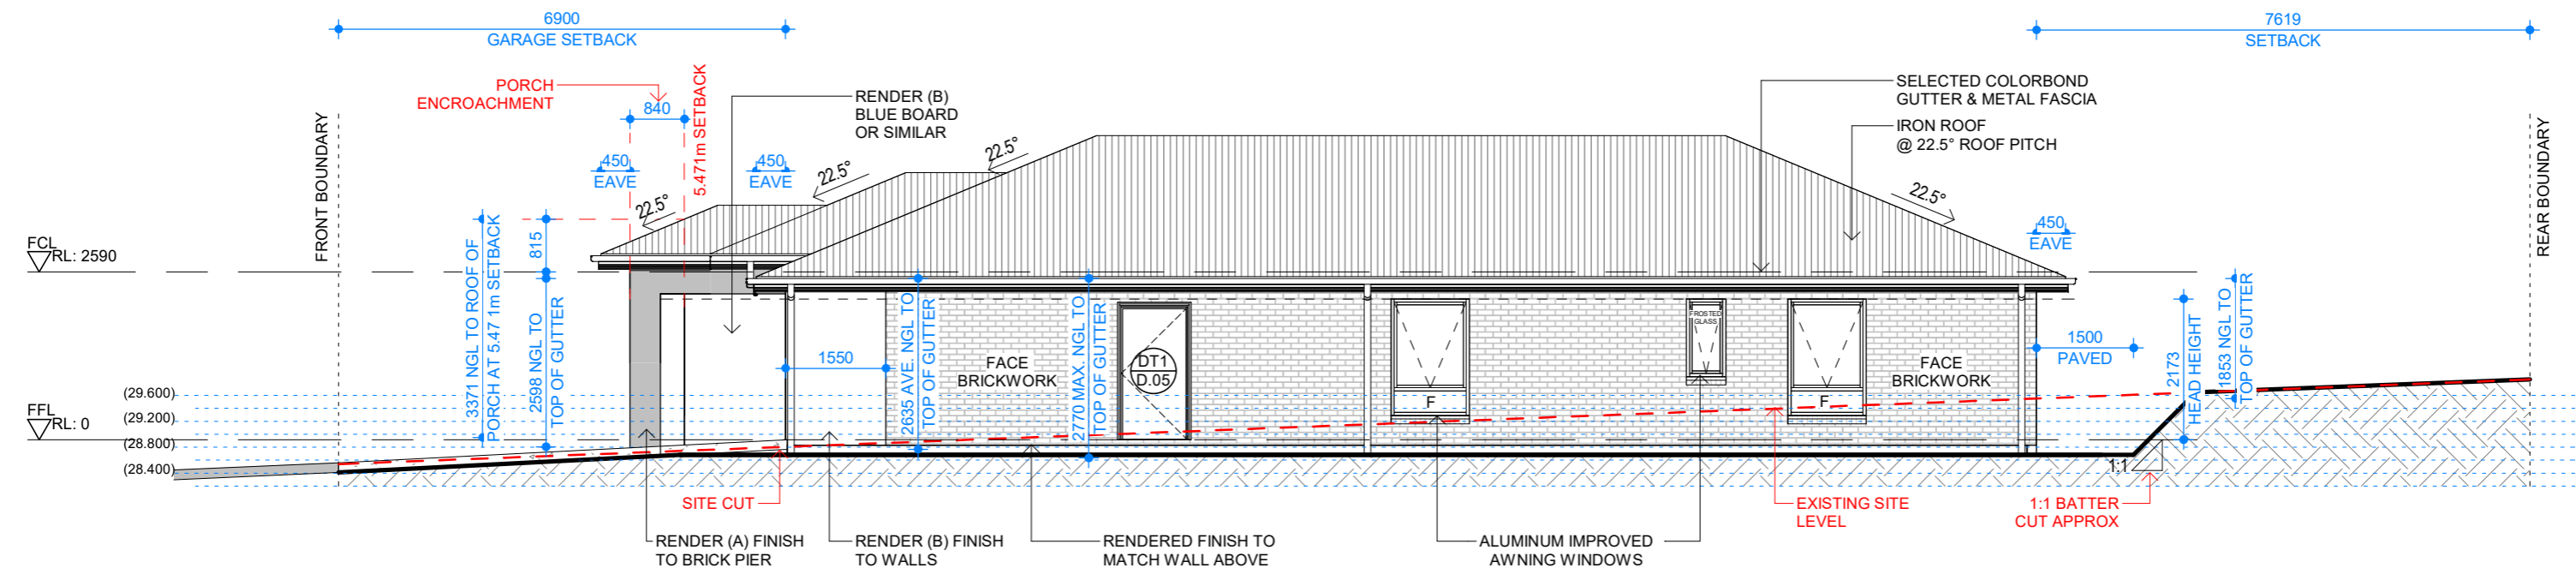 6900
GARAGE SETBACK
7619
SETBACK
PORCH
ENCROACHMENT
840
5.471m SETBACK
RENDER (B)
BLUE BOARD
OR SIMILAR
SELECTED COLORBOND
GUTTER & METAL FASCIA
IRON ROOF
@ 22.5° ROOF PITCH
FRONT BOUNDARY
REAR BOUNDARY
450
EAVE
450
EAVE
450
EAVE
22.5°
22.5°
22.5°
22.5°
FCL
RL: 2590
FFL
RL: 0
3371 NGL TO ROOF OF
PORCH AT 5.47 1m SETBACK
815
2598 NGL TO
TOP OF GUTTER
1550
2635 AVE. NGL TO
TOP OF GUTTER
2770 MAX. NGL TO
TOP OF GUTTER
FACE
BRICKWORK
DT1
D.05
F
FROSTED
GLASS
F
FACE
BRICKWORK
1500
PAVED
2173
HEAD HEIGHT
1853 NGL TO
TOP OF GUTTER
(29.600)
(29.200)
(28.800)
(28.400)
1:1
SITE CUT
EXISTING SITE
LEVEL
1:1 BATTER
CUT APPROX
RENDER (A) FINISH
TO BRICK PIER
RENDER (B) FINISH
TO WALLS
RENDERED FINISH TO
MATCH WALL ABOVE
ALUMINUM IMPROVED
AWNING WINDOWS